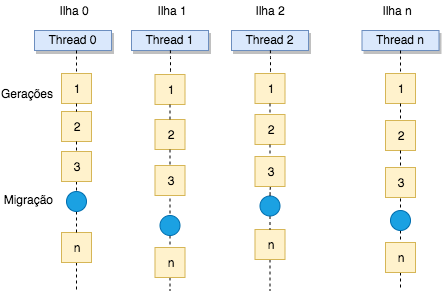 Ilha 0 Ilha 1 Ilha 2 Ilha n
Thread 0 Thread 1 Thread 2 Thread n
Gerações 1 1 1 1
2 2 2 2
3 3 3 3
Migração
n n n n